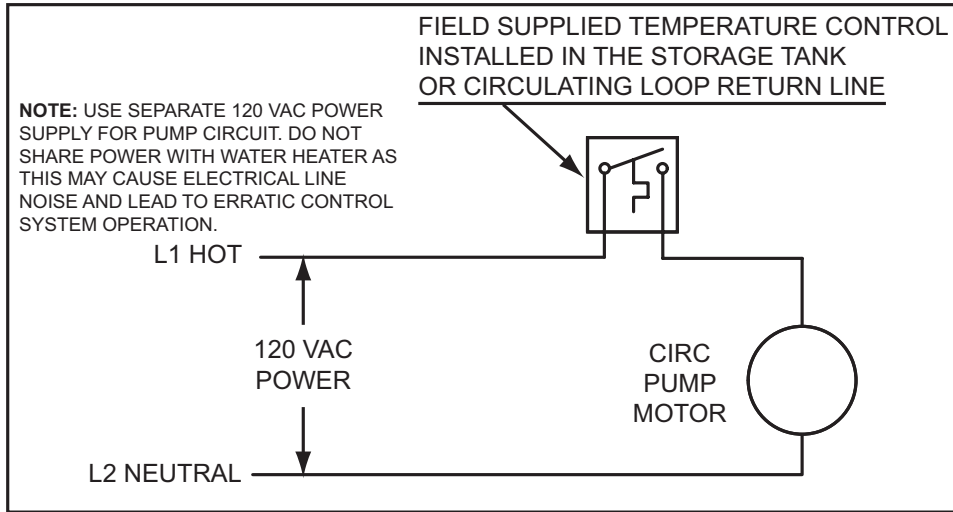 FIELD SUPPLIED TEMPERATURE CONTROL
INSTALLED IN THE STORAGE TANK
OR CIRCULATING LOOP RETURN LINE
NOTE: USE SEPARATE 120 VAC POWER
SUPPLY FOR PUMP CIRCUIT. DO NOT
SHARE POWER WITH WATER HEATER AS
THIS MAY CAUSE ELECTRICAL LINE
NOISE AND LEAD TO ERRATIC CONTROL
SYSTEM OPERATION.
L1 HOT
120 VAC
POWER
CIRC
PUMP
MOTOR
L2 NEUTRAL